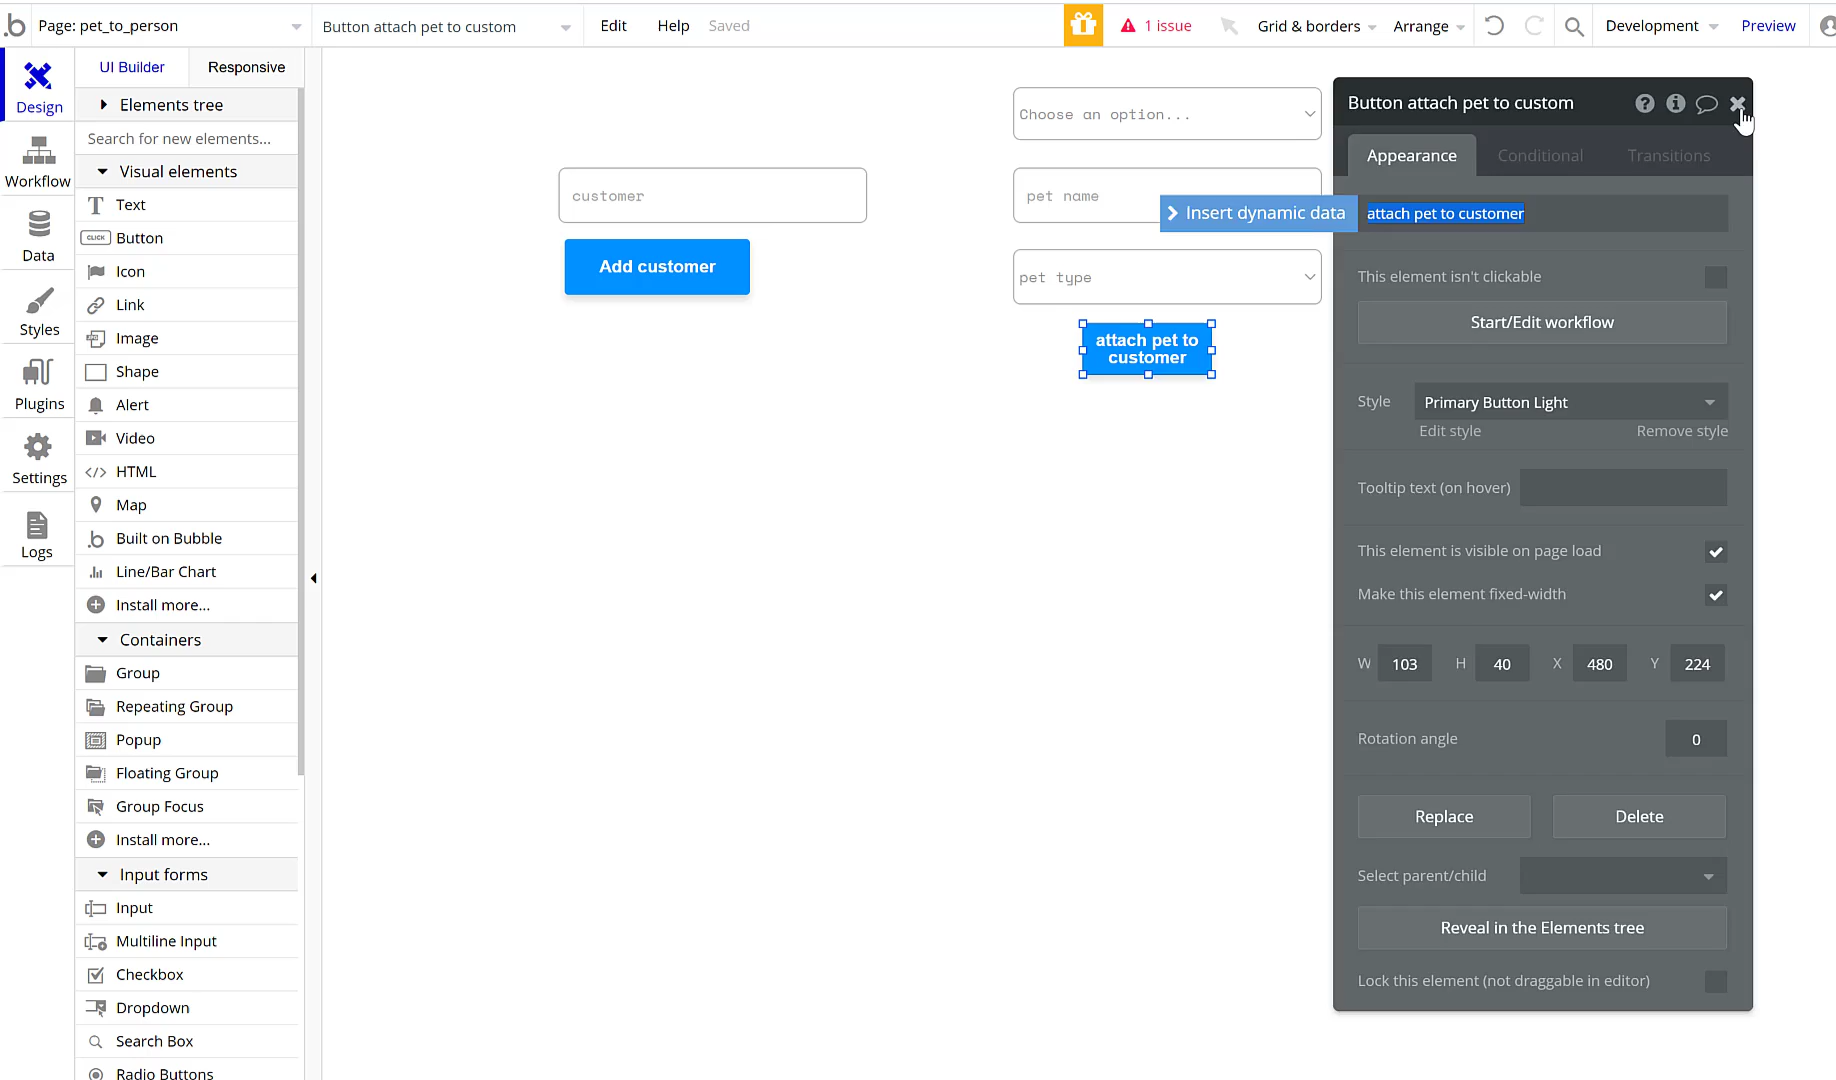 Page: pet_to_person
Button attach pet to custom
Edit
Help
Saved
1 issue
Grid & borders
Arrange
Development
Preview
Design
Workflow
Data
Styles
Plugins
Settings
Logs
UI Builder
Responsive
Elements tree
Search for new elements...
Visual elements
Text
CLICK Button
Icon
Link
Image
Shape
Alert
Video
HTML
Map
Built on Bubble
Line/Bar Chart
Install more...
Containers
Group
Repeating Group
Popup
Floating Group
Group Focus
Install more...
Input forms
Input
Multiline Input
Checkbox
Dropdown
Search Box
Radio Buttons
customer
Add customer
Choose an option...
pet name
pet type
attach pet to
customer
Button attach pet to custom
Appearance
Conditional
Transitions
Insert dynamic data
attach pet to customer
This element isn't clickable
Start/Edit workflow
Style
Primary Button Light
Edit style
Remove style
Tooltip text (on hover)
This element is visible on page load
Make this element fixed-width
W 103 H 40 X 480 Y 224
Rotation angle
0
Replace
Delete
Select parent/child
Reveal in the Elements tree
Lock this element (not draggable in editor)